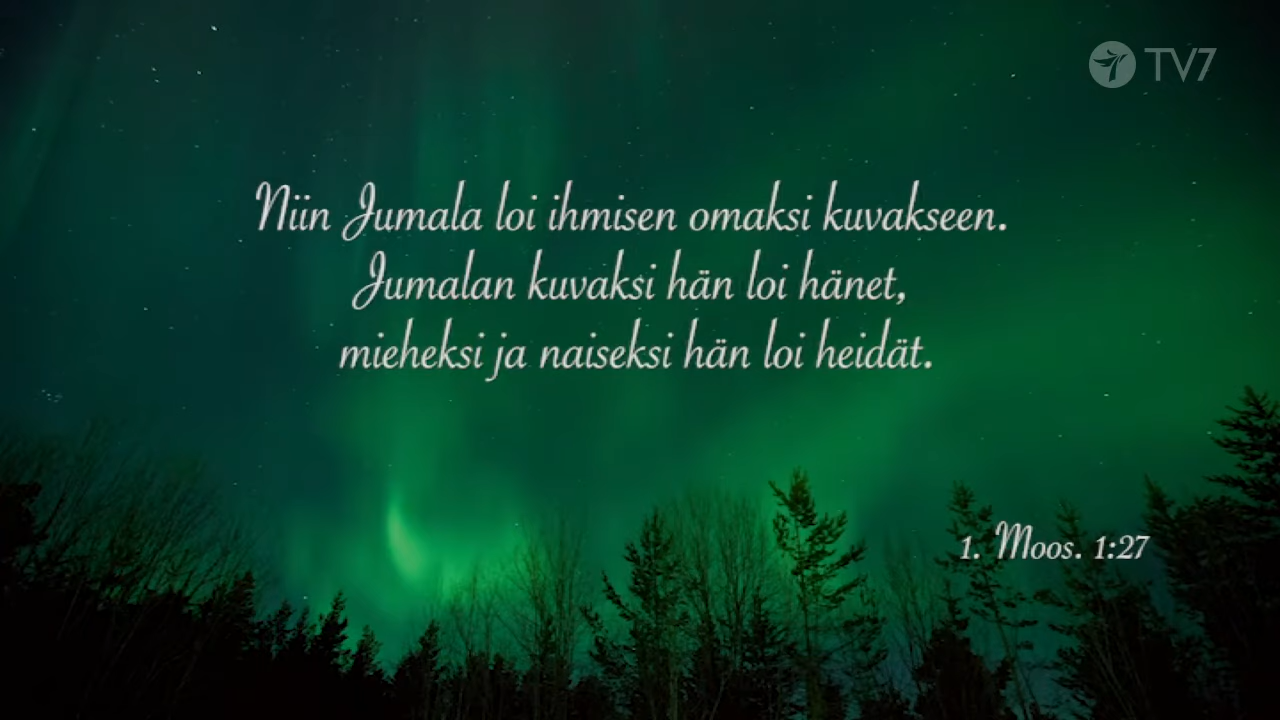 TV7
Niin Jumala loi ihmisen omaksi kuvakseen.
Jumalan kuvaksi hän loi hänet,
mieheksi ja naiseksi hän loi heidät.
1. Moos. 1:27